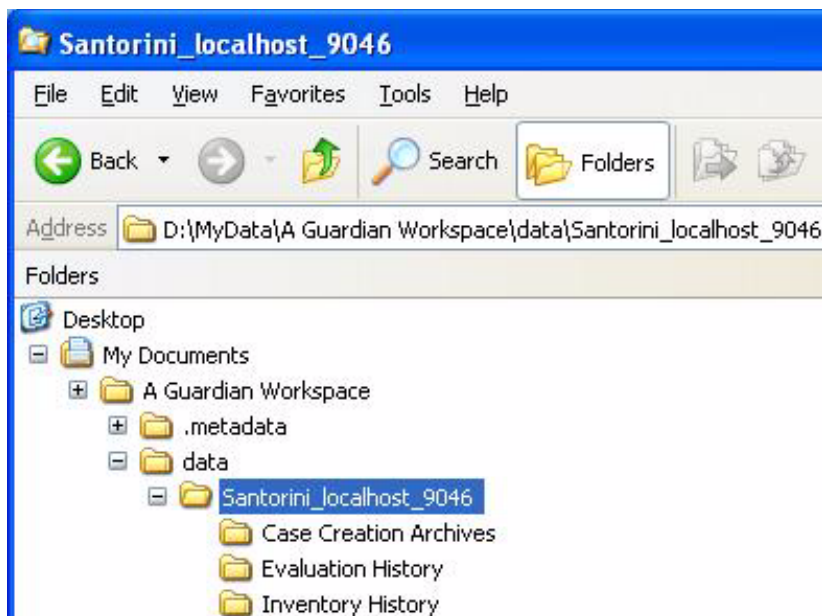 Santorini_localhost_9046
File Edit View Favorites Tools Help
Back Search Folders
Address D:\MyData\A Guardian Workspace\data\Santorini_localhost_9046
Folders
Desktop
My Documents
A Guardian Workspace
.metadata
data
Santorini_localhost_9046
Case Creation Archives
Evaluation History
Inventory History